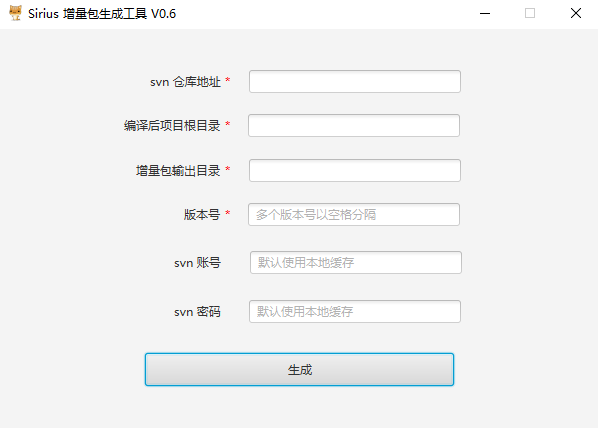 Sirius 增量包生成工具 V0.6
svn 仓库地址 *
编译后项目根目录 *
增量包输出目录 *
版本号 * 多个版本号以空格分隔
svn 账号 默认使用本地缓存
svn 密码 默认使用本地缓存
生成